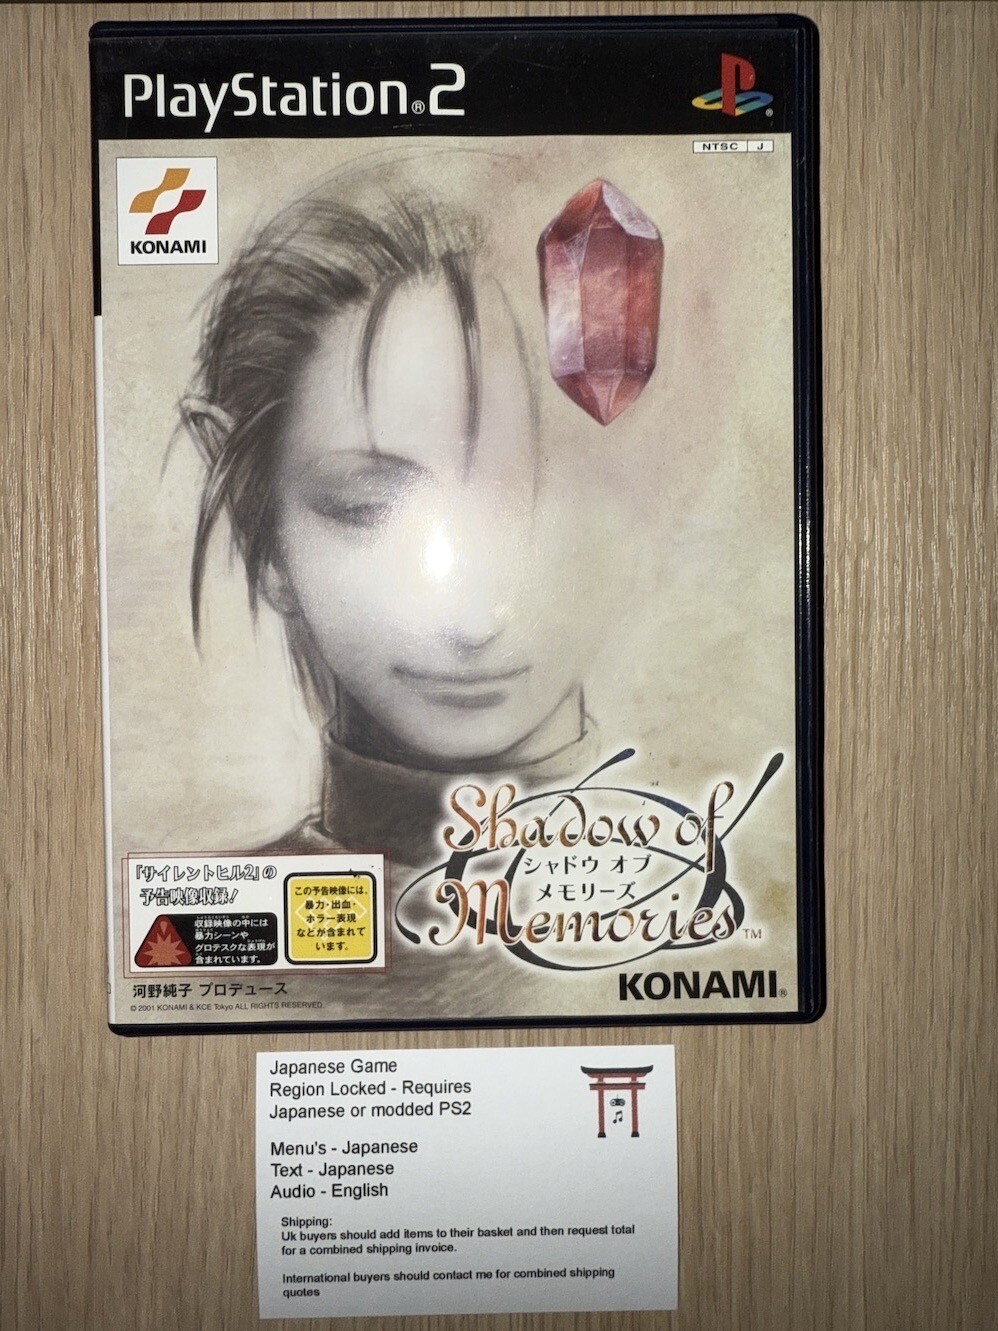 PlayStation®2
NTSC J
KONAMI
Shadow of
シャドウ オブ
メモリーズ
Memories™
「サイレントヒル2」の
予告映像収録!
収録映像の中には
暴力シーンや
グロテスクな表現が
含まれています。
この予告映像には、
暴力・出血・
ホラー表現
などが含まれて
います。
河野純子 プロデュース
© 2001 KONAMI & KCE Tokyo ALL RIGHTS RESERVED.
KONAMI®
Japanese Game
Region Locked - Requires
Japanese or modded PS2
Menu's - Japanese
Text - Japanese
Audio - English
Shipping:
Uk buyers should add items to their basket and then request total
for a combined shipping invoice.
International buyers should contact me for combined shipping
quotes